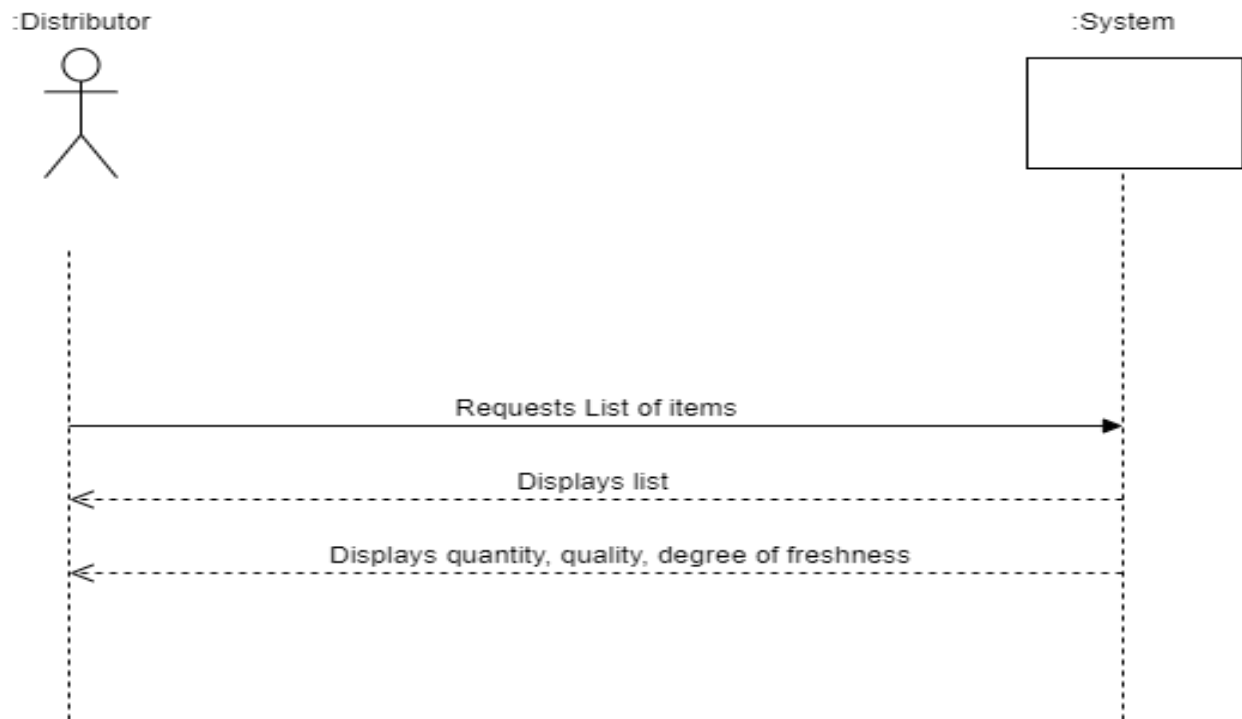 :Distributor
:System
Requests List of items
Displays list
Displays quantity, quality, degree of freshness